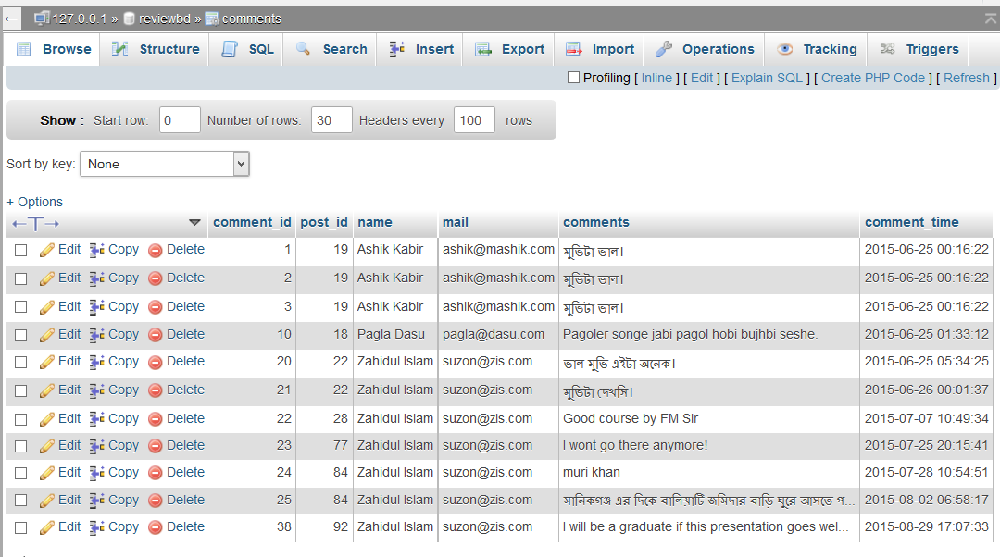 127.0.0.1 » reviewbd » comments
Browse Structure SQL Search Insert Export Import Operations Tracking Triggers
Profiling [ Inline ] [ Edit ] [ Explain SQL ] [ Create PHP Code ] [ Refresh ]
Show : Start row: 0 Number of rows: 30 Headers every 100 rows
Sort by key: None
+ Options
←T→ comment_id post_id name mail comments comment_time
Edit Copy Delete 1 19 Ashik Kabir ashik@mashik.com মুভিটা ভাল। 2015-06-25 00:16:22
Edit Copy Delete 2 19 Ashik Kabir ashik@mashik.com মুভিটা ভাল। 2015-06-25 00:16:22
Edit Copy Delete 3 19 Ashik Kabir ashik@mashik.com মুভিটা ভাল। 2015-06-25 00:16:22
Edit Copy Delete 10 18 Pagla Dasu pagla@dasu.com Pagoler songe jabi pagol hobi bujhbi seshe. 2015-06-25 01:33:12
Edit Copy Delete 20 22 Zahidul Islam suzon@zis.com ভাল মুভি এইটা অনেক। 2015-06-25 05:34:25
Edit Copy Delete 21 22 Zahidul Islam suzon@zis.com মুভিটা দেখসি। 2015-06-26 00:01:37
Edit Copy Delete 22 28 Zahidul Islam suzon@zis.com Good course by FM Sir 2015-07-07 10:49:34
Edit Copy Delete 23 77 Zahidul Islam suzon@zis.com I wont go there anymore! 2015-07-25 20:15:41
Edit Copy Delete 24 84 Zahidul Islam suzon@zis.com muri khan 2015-07-28 10:54:51
Edit Copy Delete 25 84 Zahidul Islam suzon@zis.com মানিকগঞ্জ এর দিকে বালিয়াটি জমিদার বাড়ি ঘুরে আসতে প... 2015-08-02 06:58:17
Edit Copy Delete 38 92 Zahidul Islam suzon@zis.com I will be a graduate if this presentation goes wel... 2015-08-29 17:07:33